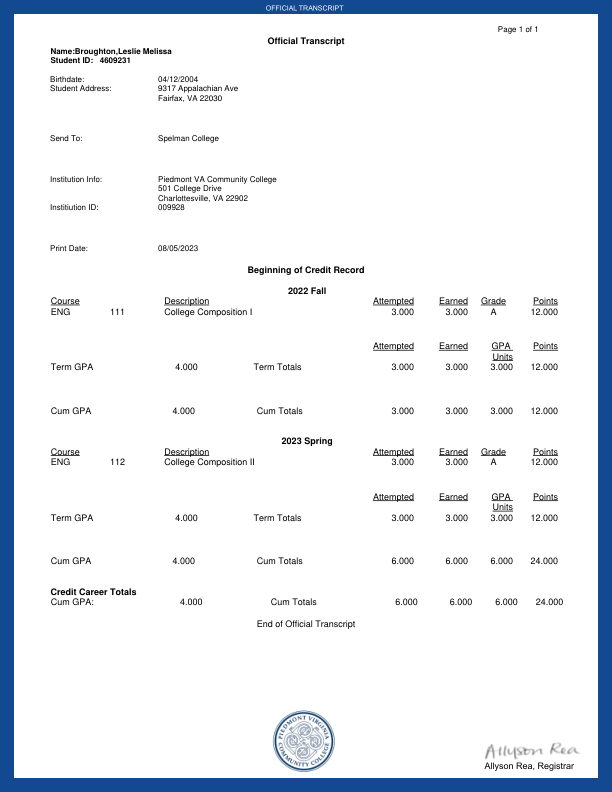 OFFICIAL TRANSCRIPT
Page 1 of 1
Official Transcript
Name:Broughton,Leslie Melissa
Student ID: 4609231
Birthdate: 04/12/2004
Student Address: 9317 Appalachian Ave
Fairfax, VA 22030
Send To: Spelman College
Institution Info: Piedmont VA Community College
501 College Drive
Charlottesville, VA 22902
Institiution ID: 009928
Print Date: 08/05/2023
Beginning of Credit Record
2022 Fall
Course Description Attempted Earned Grade Points
ENG 111 College Composition I 3.000 3.000 A 12.000
Attempted Earned GPA Units Points
Term GPA 4.000 Term Totals 3.000 3.000 3.000 12.000
Cum GPA 4.000 Cum Totals 3.000 3.000 3.000 12.000
2023 Spring
Course Description Attempted Earned Grade Points
ENG 112 College Composition II 3.000 3.000 A 12.000
Attempted Earned GPA Units Points
Term GPA 4.000 Term Totals 3.000 3.000 3.000 12.000
Cum GPA 4.000 Cum Totals 6.000 6.000 6.000 24.000
Credit Career Totals
Cum GPA: 4.000 Cum Totals 6.000 6.000 6.000 24.000
End of Official Transcript
PIEDMONT VIRGINIA COMMUNITY COLLEGE
Allyson Rea
Allyson Rea, Registrar